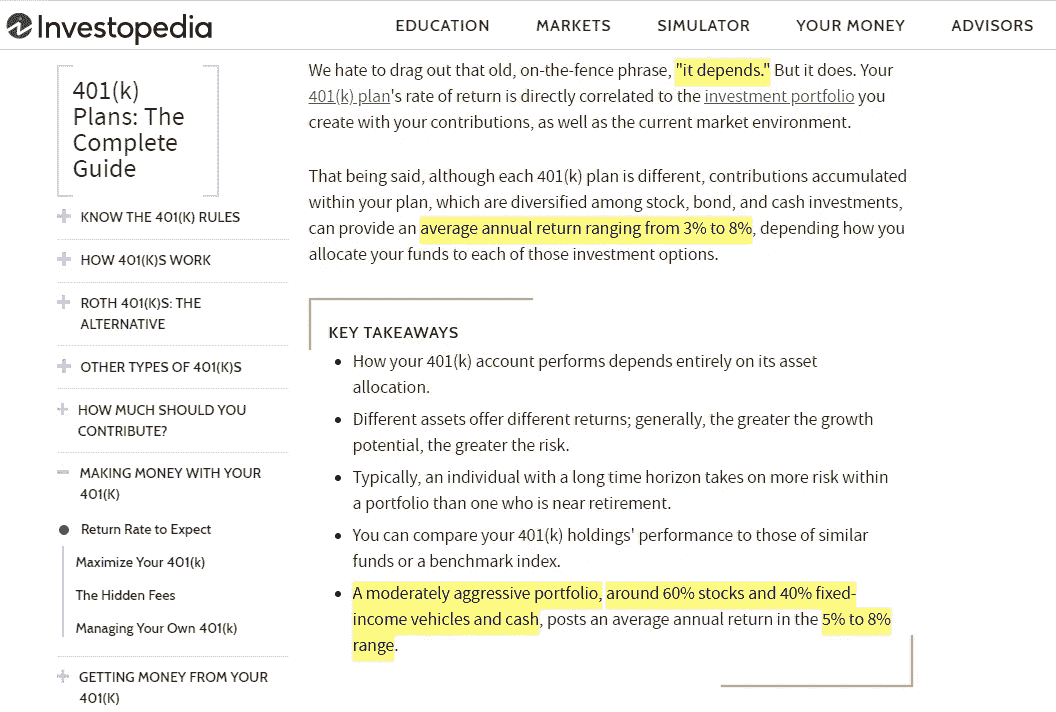 Investopedia
EDUCATION MARKETS SIMULATOR YOUR MONEY ADVISORS
401(k)
Plans: The
Complete
Guide
KNOW THE 401(K) RULES
HOW 401(K)S WORK
ROTH 401(K)S: THE
ALTERNATIVE
OTHER TYPES OF 401(K)S
HOW MUCH SHOULD YOU
CONTRIBUTE?
MAKING MONEY WITH YOUR
401(K)
Return Rate to Expect
Maximize Your 401(k)
The Hidden Fees
Managing Your Own 401(k)
GETTING MONEY FROM YOUR
401(K)
We hate to drag out that old, on-the-fence phrase, "it depends." But it does. Your
401(k) plan's rate of return is directly correlated to the investment portfolio you
create with your contributions, as well as the current market environment.
That being said, although each 401(k) plan is different, contributions accumulated
within your plan, which are diversified among stock, bond, and cash investments,
can provide an average annual return ranging from 3% to 8%, depending how you
allocate your funds to each of those investment options.
KEY TAKEAWAYS
• How your 401(k) account performs depends entirely on its asset
allocation.
• Different assets offer different returns; generally, the greater the growth
potential, the greater the risk.
• Typically, an individual with a long time horizon takes on more risk within
a portfolio than one who is near retirement.
• You can compare your 401(k) holdings' performance to those of similar
funds or a benchmark index.
• A moderately aggressive portfolio, around 60% stocks and 40% fixed-
income vehicles and cash, posts an average annual return in the 5% to 8%
range.